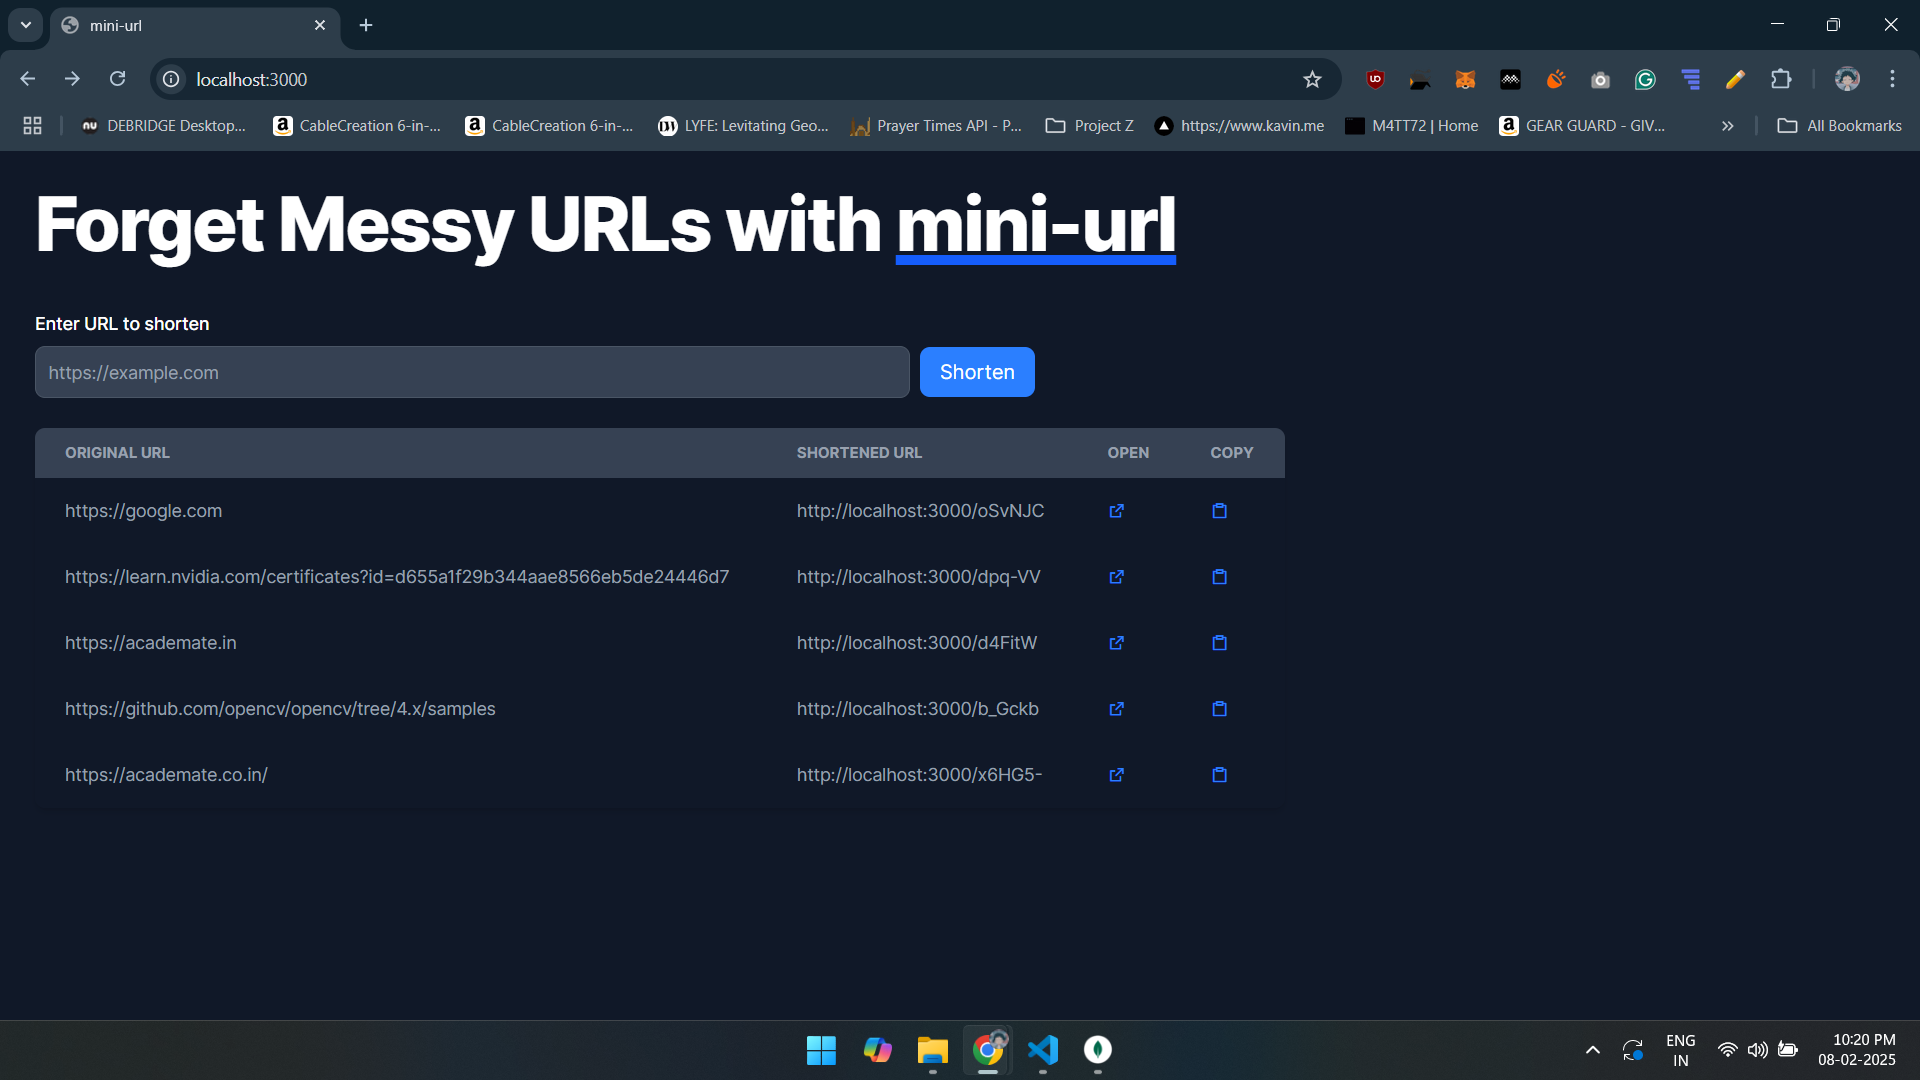 mini-url
localhost:3000
DEBRIDGE Desktop...
CableCreation 6-in-...
CableCreation 6-in-...
LYFE: Levitating Geo...
Prayer Times API - P...
Project Z
https://www.kavin.me
M4TT72 | Home
GEAR GUARD - GIV...
All Bookmarks
Forget Messy URLs with mini-url
Enter URL to shorten
https://example.com
Shorten
ORIGINAL URL SHORTENED URL OPEN COPY
https://google.com http://localhost:3000/oSvNJC
https://learn.nvidia.com/certificates?id=d655a1f29b344aae8566eb5de24446d7 http://localhost:3000/dpq-VV
https://academate.in http://localhost:3000/d4FitW
https://github.com/opencv/opencv/tree/4.x/samples http://localhost:3000/b_Gckb
https://academate.co.in/ http://localhost:3000/x6HG5-
ENG
IN
10:20 PM
08-02-2025